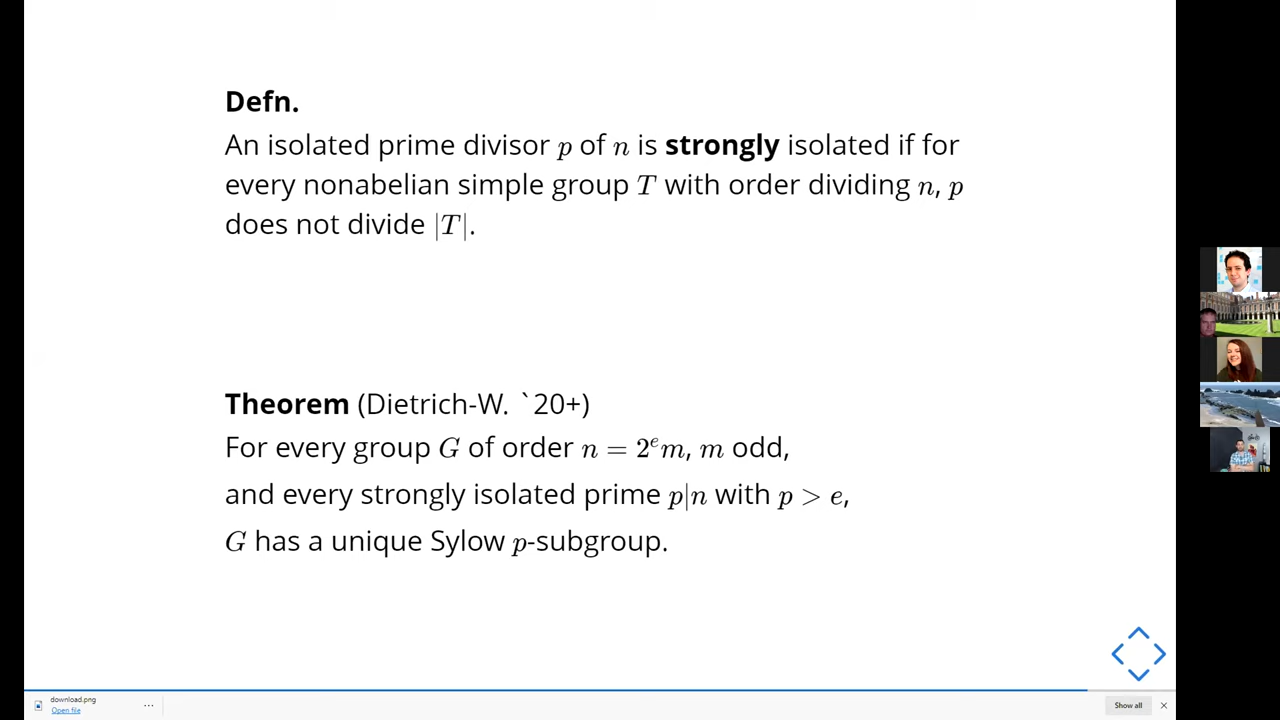 Defn.
An isolated prime divisor p of n is strongly isolated if for
every nonabelian simple group T with order dividing n, p
does not divide |T|.
Theorem (Dietrich-W. `20+)
For every group G of order n = 2ᵉm, m odd,
and every strongly isolated prime p|n with p > e,
G has a unique Sylow p-subgroup.
download.png
Open file
...
Show all